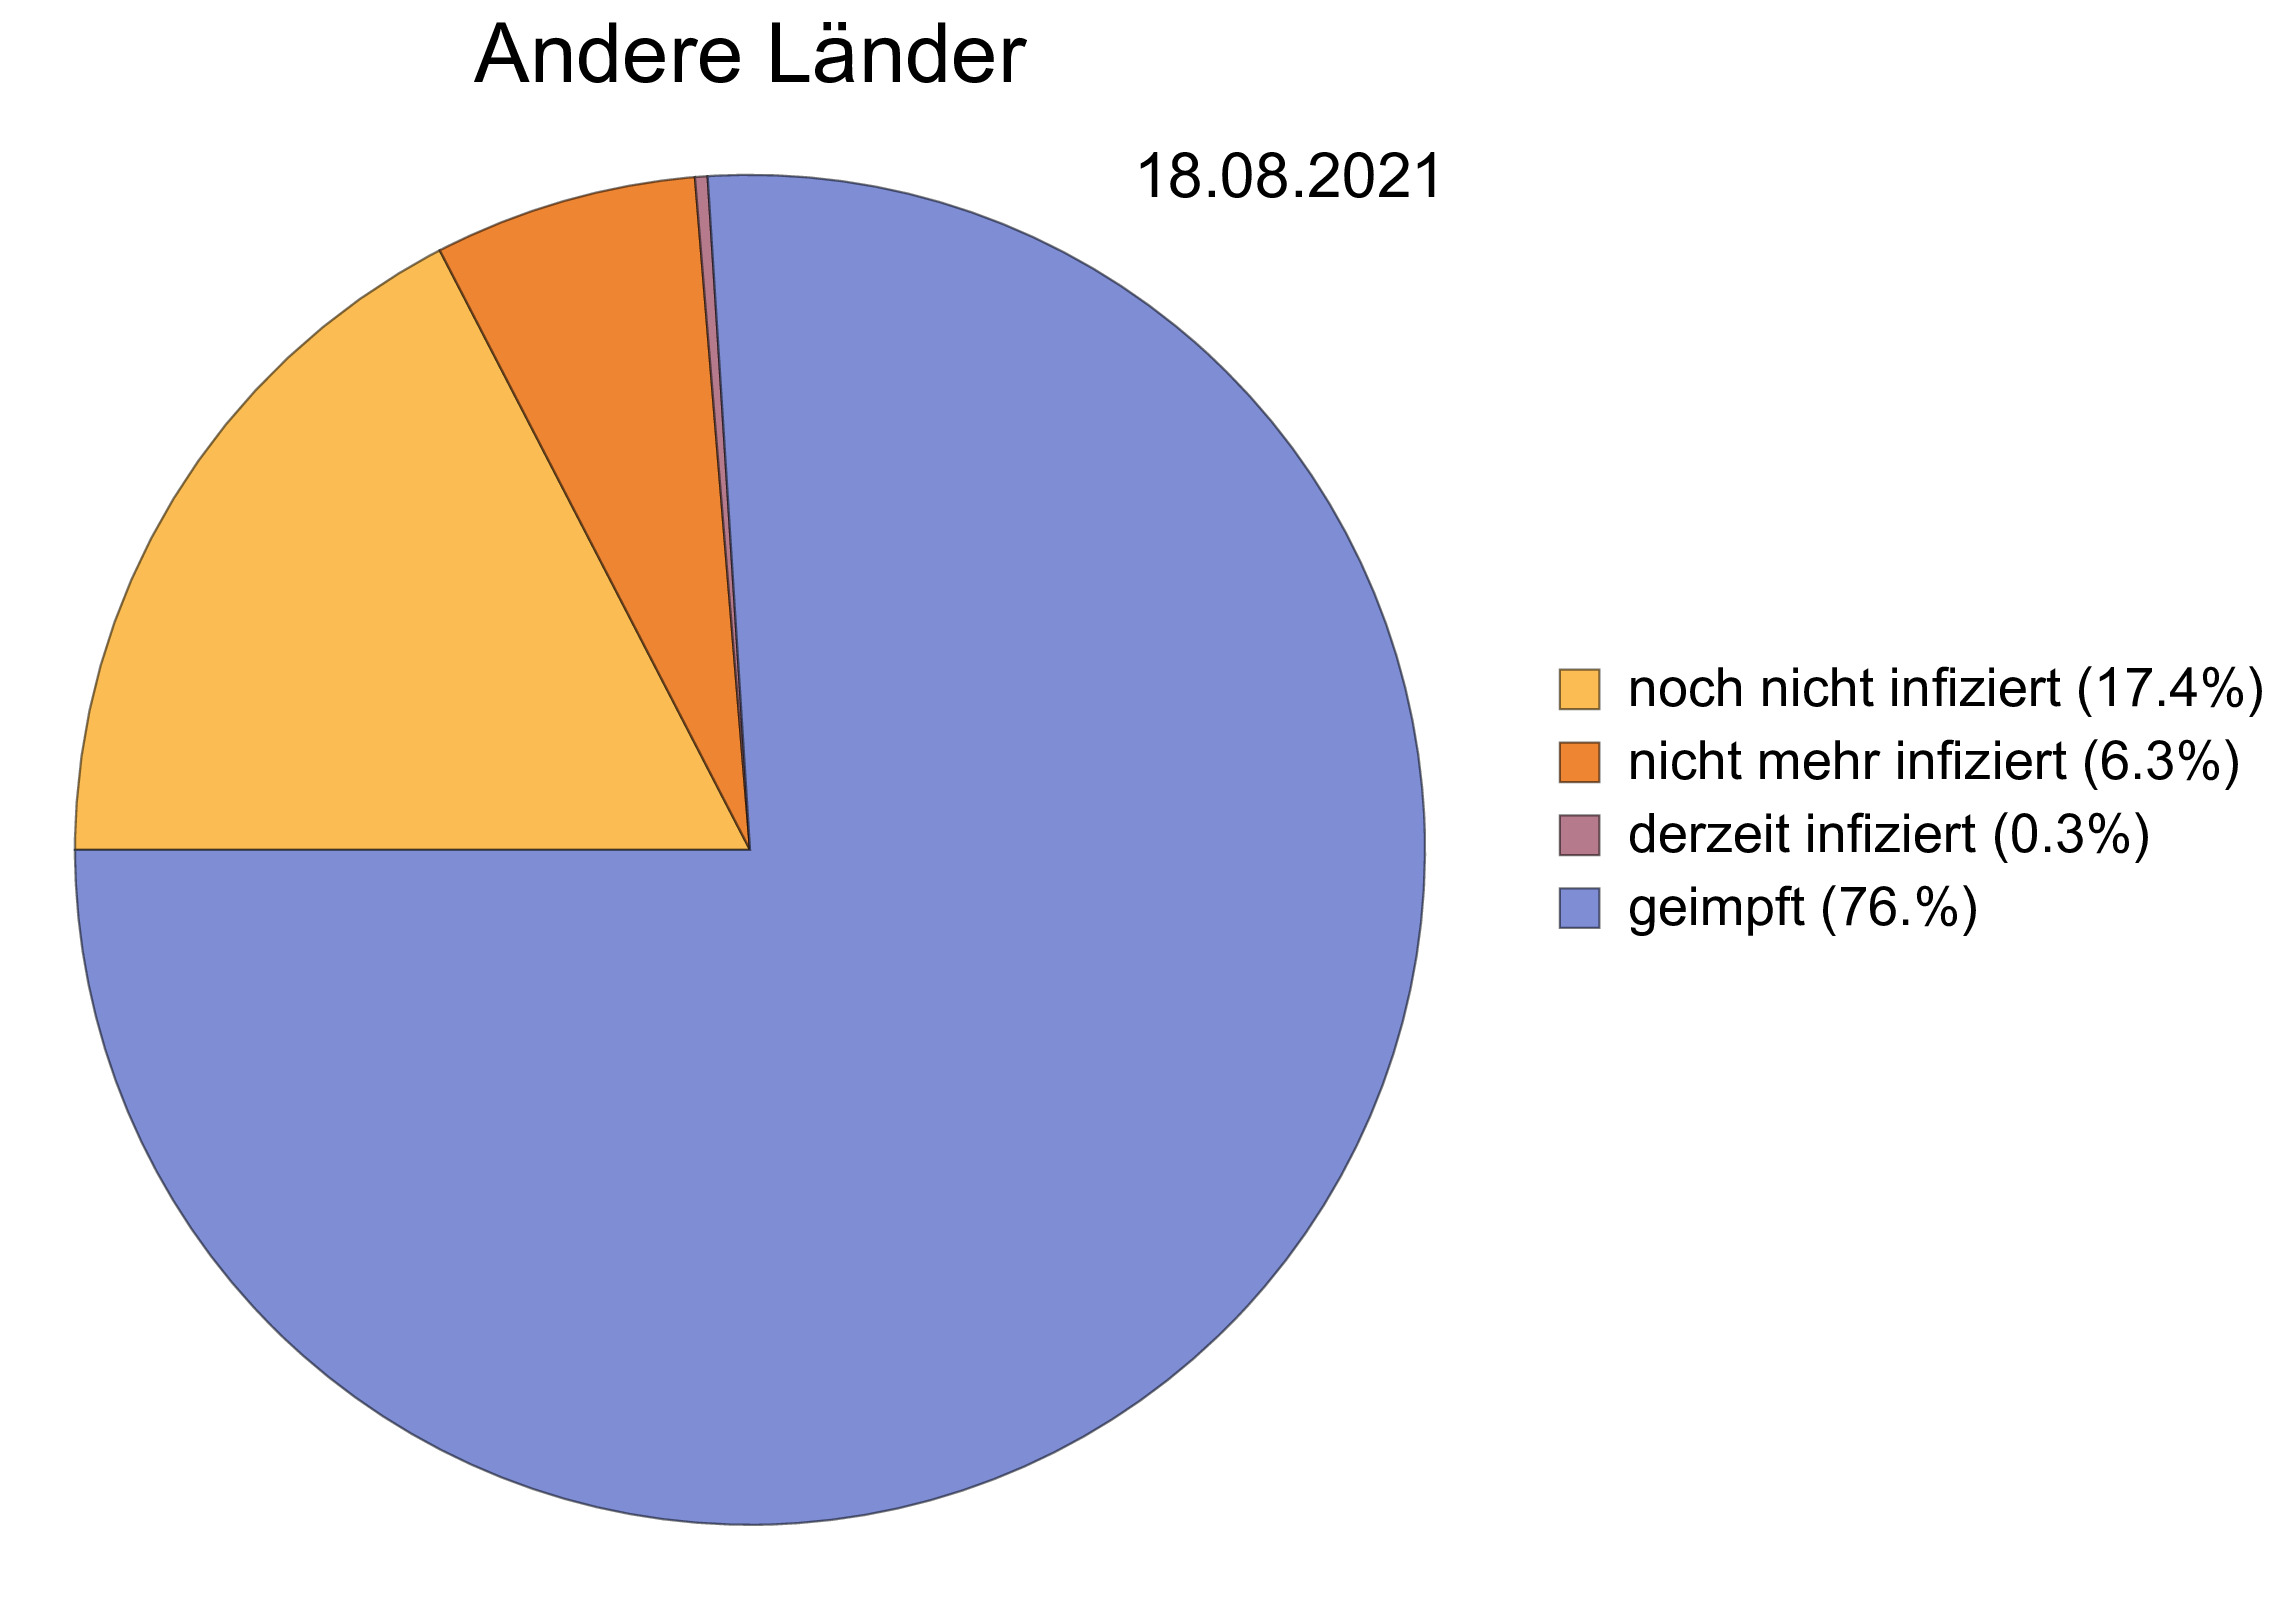 Andere Länder
18.08.2021
noch nicht infiziert (17.4%)
nicht mehr infiziert (6.3%)
derzeit infiziert (0.3%)
geimpft (76.%)